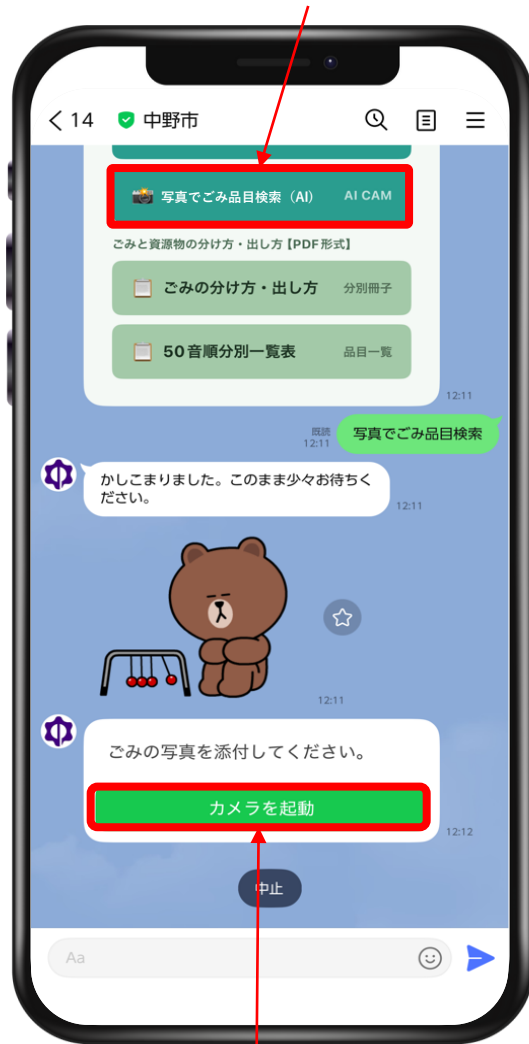 14 中野市
写真でごみ品目検索（AI） AI CAM
ごみと資源物の分け方・出し方【PDF形式】
ごみの分け方・出し方 分別冊子
50音順分別一覧表 品目一覧
12:11
既読
12:11
写真でごみ品目検索
かしこまりました。このまま少々お待ちく
ださい。
12:11
12:11
ごみの写真を添付してください。
カメラを起動
12:12
中止
Aa